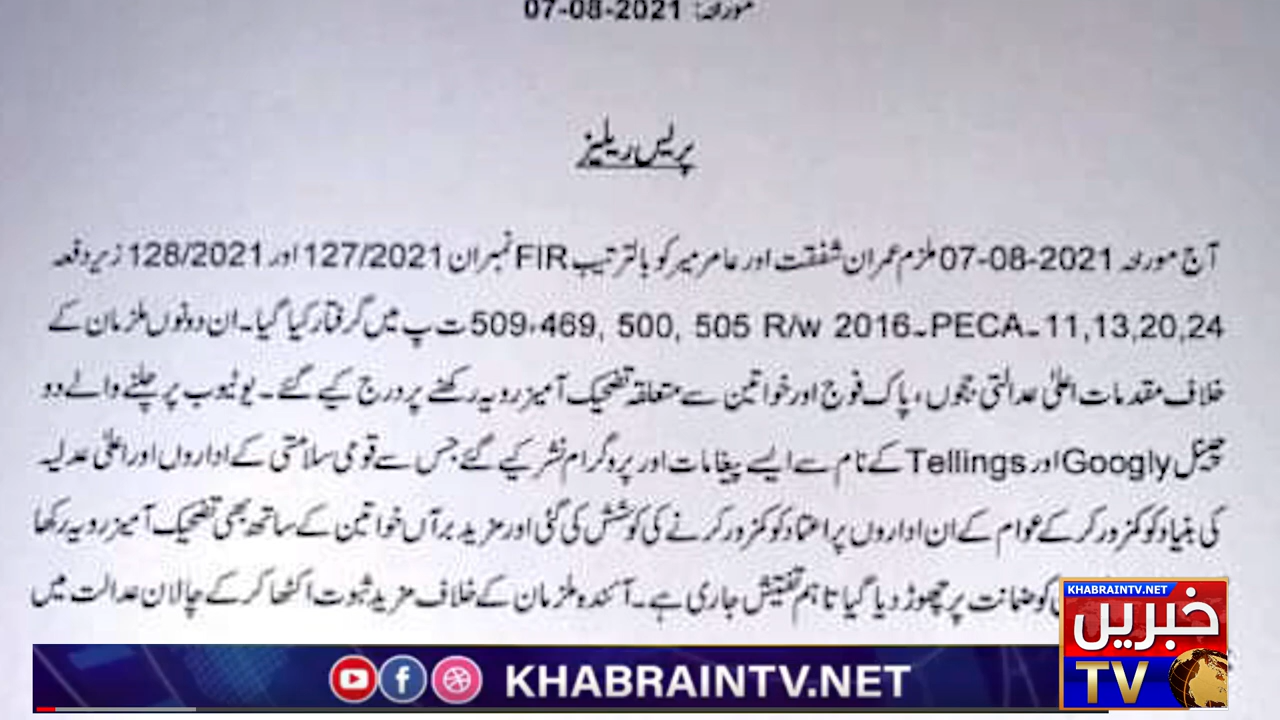 مورخہ: 07-08-2021
پریس ریلیز
آج مورخہ 07-08-2021 ملزم عمران شفقت اور عامر میر کو بالترتیب FIR نمبران 127/2021 اور 128/2021 زیر دفعہ
11,13,20,24-PECA-2016 R/w 505, 500, 469،509 ت پ میں گرفتار کیا گیا۔ ان دونوں ملزمان کے
خلاف مقدمات اعلیٰ عدالتی ججوں، پاک فوج اور خواتین سے متعلقہ تضحیک آمیز رویہ رکھنے پر درج کیے گئے۔ یوٹیوب پر چلنے والے دو
چینل Googly اور Tellings کے نام سے ایسے پیغامات اور پروگرام نشر کیے گئے جس سے قومی سلامتی کے اداروں اور اعلیٰ عدلیہ
کی بنیاد کو کمزور کر کے عوام کے ان اداروں پر اعتماد کو کمزور کرنے کی کوشش کی گئی اور مزید برآں خواتین کے ساتھ بھی تضحیک آمیز رویہ رکھا
کو ضمانت پر چھوڑ دیا گیا تاہم تفتیش جاری ہے۔ آئندہ ملزمان کے خلاف مزید ثبوت اکٹھا کر کے چالان عدالت میں
KHABRAINTV.NET
خبریں
TV
KHABRAINTV.NET